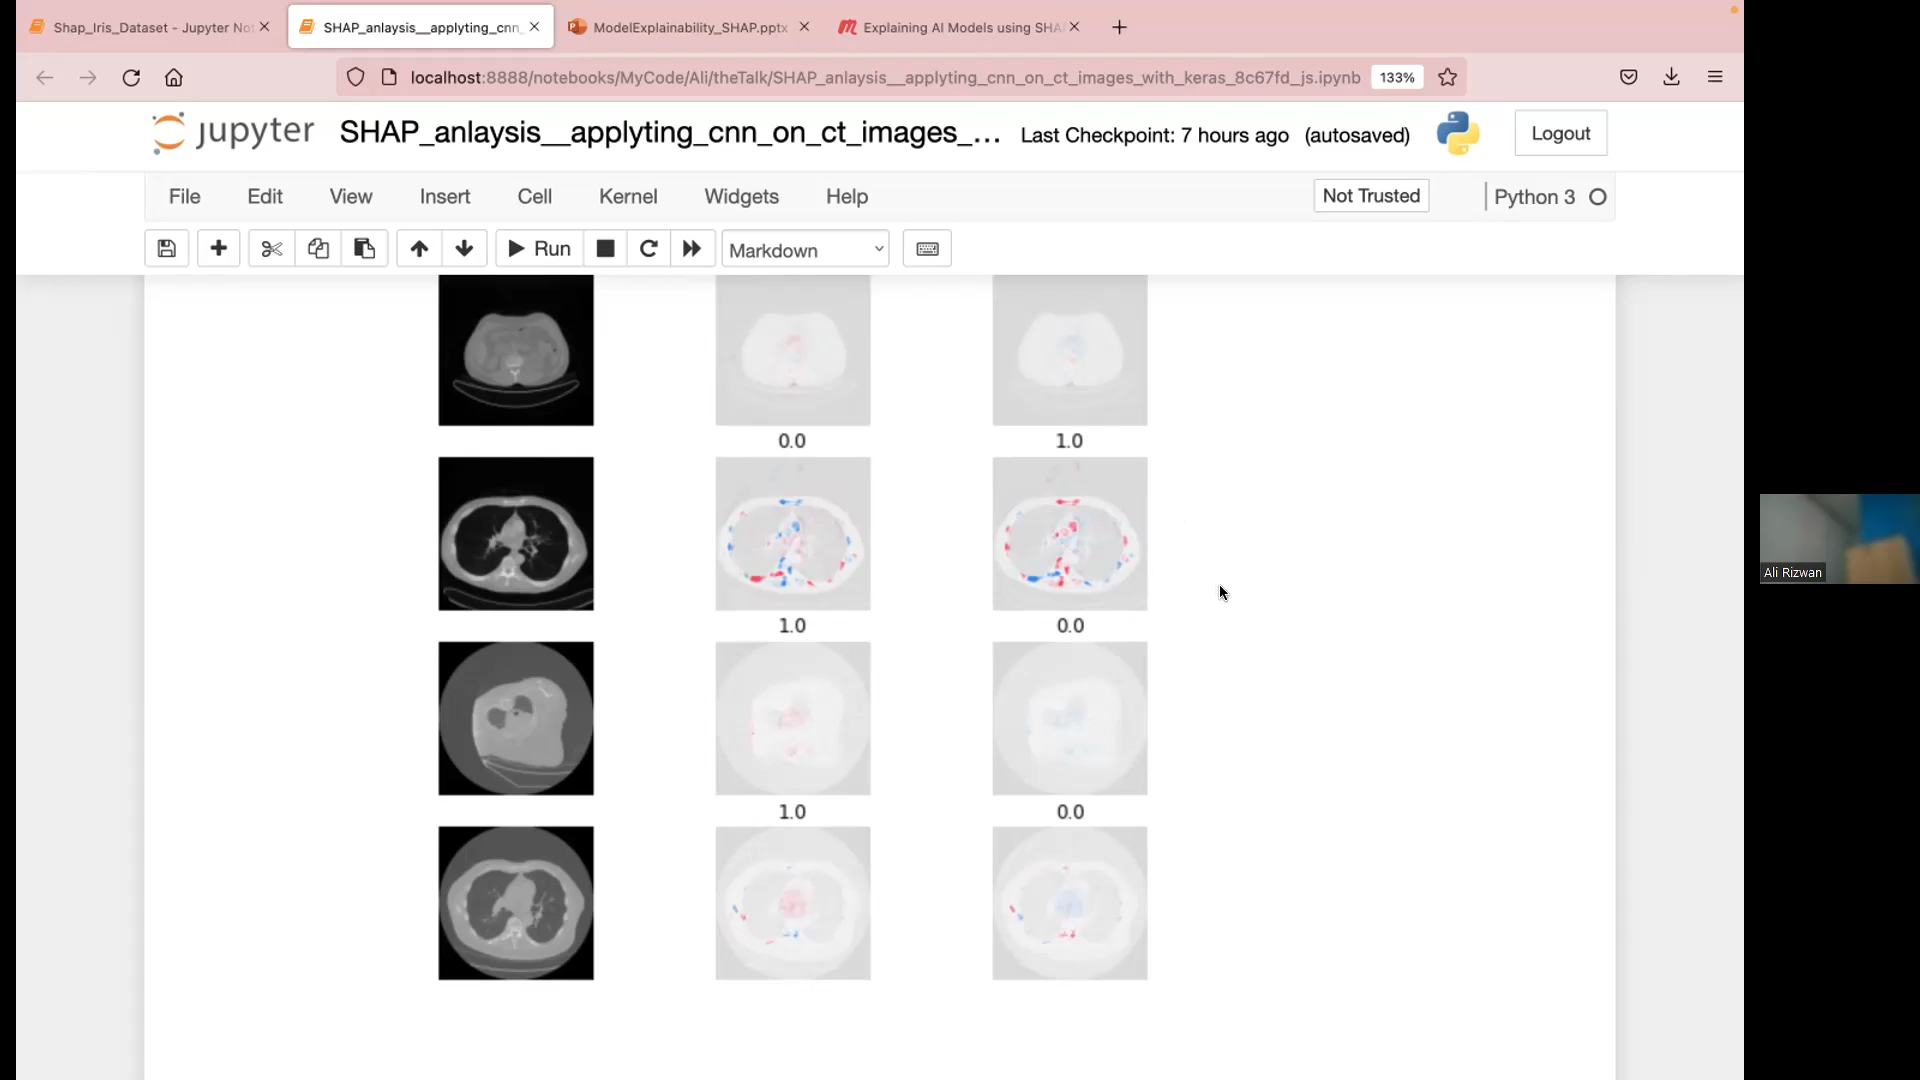 Shap_Iris_Dataset - Jupyter No
SHAP_anlaysis__applyting_cnn_
ModelExplainability_SHAP.pptx
Explaining AI Models using SHA
localhost:8888/notebooks/MyCode/Ali/theTalk/SHAP_anlaysis__applyting_cnn_on_ct_images_with_keras_8c67fd_js.ipynb
133%
jupyter
SHAP_anlaysis__applyting_cnn_on_ct_images_...
Last Checkpoint: 7 hours ago (autosaved)
Logout
File Edit View Insert Cell Kernel Widgets Help
Not Trusted
Python 3
Run
Markdown
0.0 1.0
1.0 0.0
1.0 0.0
Ali Rizwan